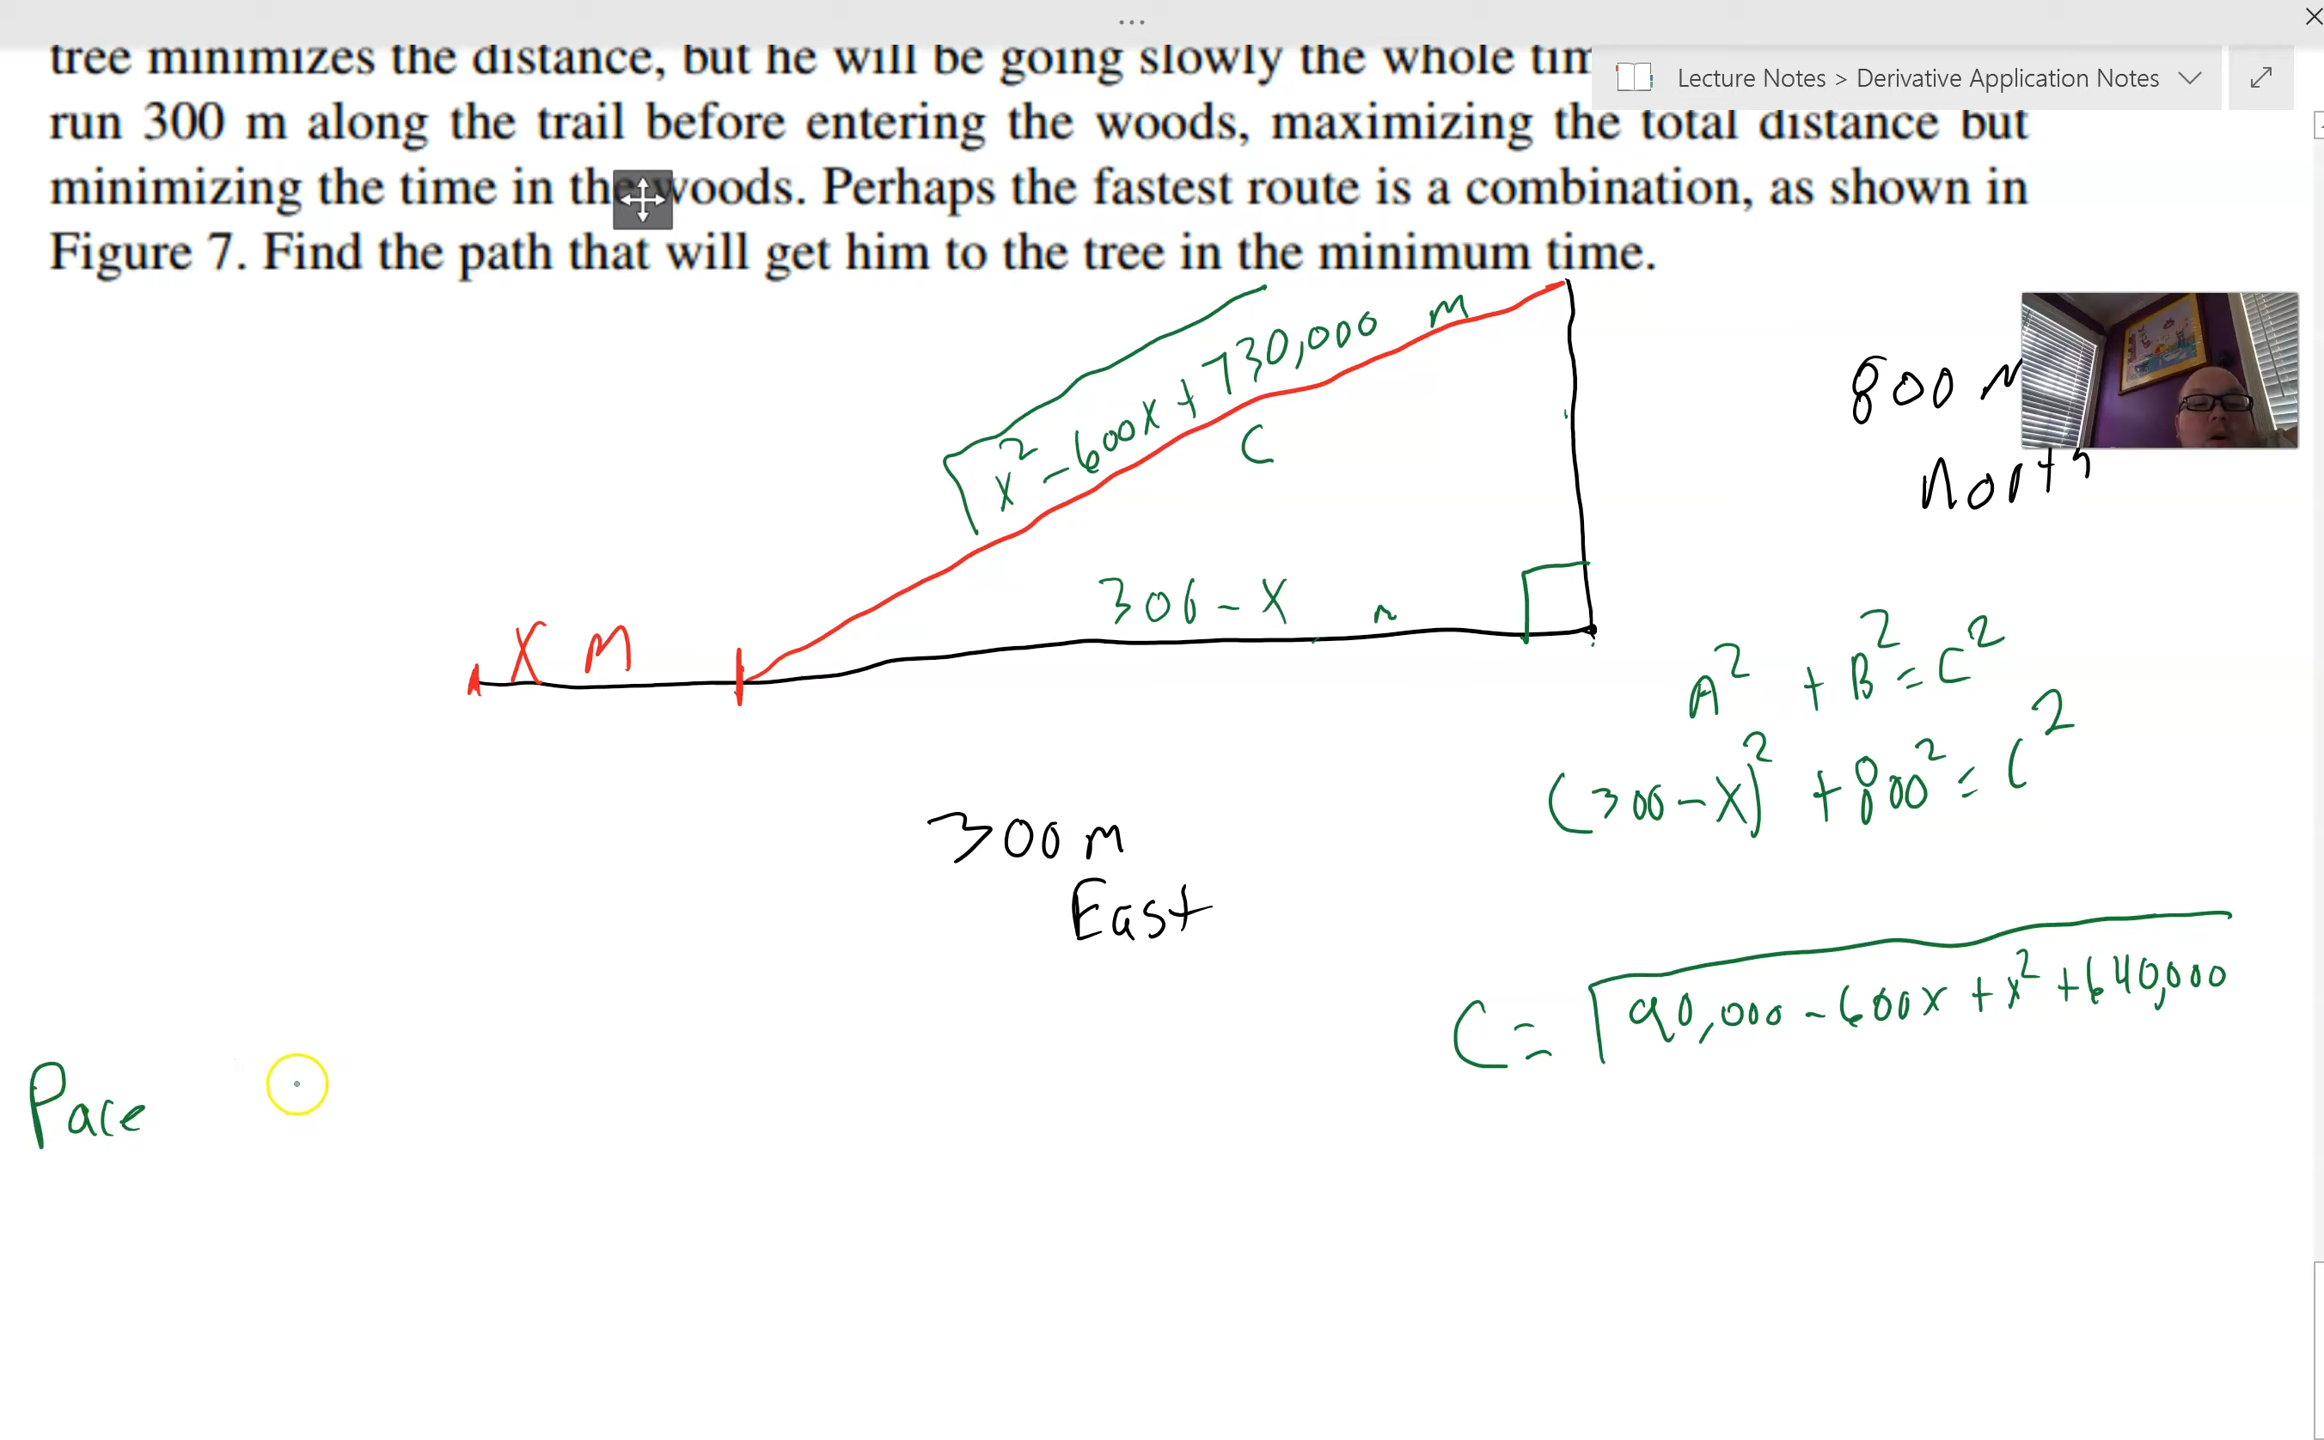 ...
tree minimizes the distance, but he will be going slowly the whole tim
Lecture Notes > Derivative Application Notes
run 300 m along the trail before entering the woods, maximizing the total distance but
minimizing the time in the woods. Perhaps the fastest route is a combination, as shown in
Figure 7. Find the path that will get him to the tree in the minimum time.
√x² - 600x + 730,000 m
C
800 m
North
300 - X m
X M
A² + B² = C²
(300 - X)² + 800² = C²
300 m
East
C = √90,000 - 600x + x² + 640,000
Pace